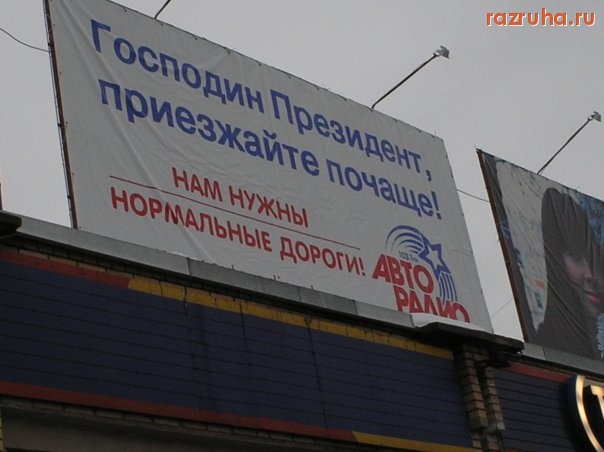 razruha.ru
Господин Президент,
приезжайте почаще!
НАМ НУЖНЫ
НОРМАЛЬНЫЕ ДОРОГИ!
АВТО
РАДИО